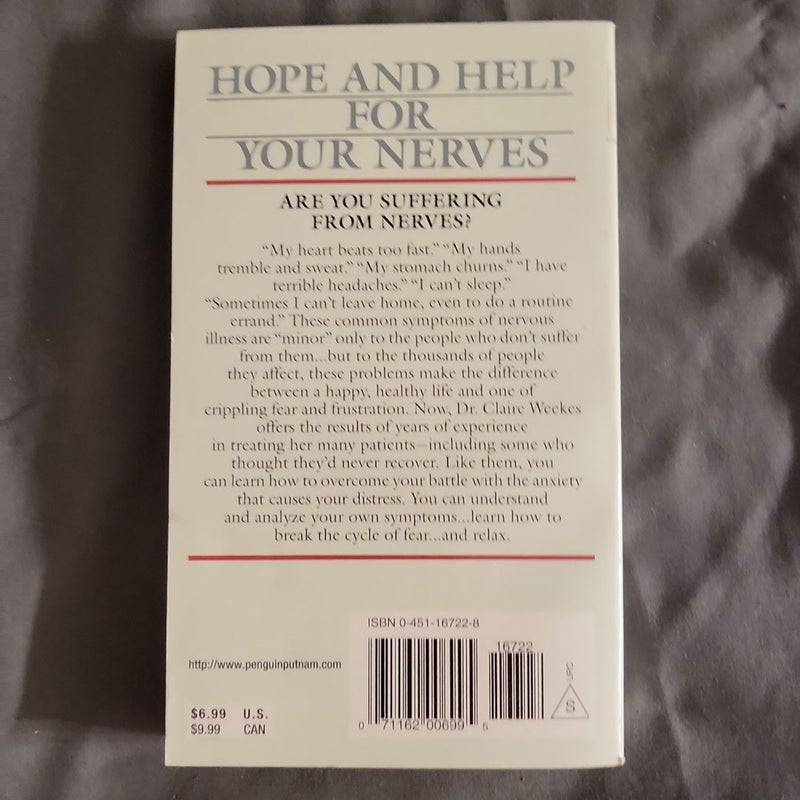 HOPE AND HELP
FOR
YOUR NERVES
ARE YOU SUFFERING
FROM NERVES?
“My heart beats too fast.” “My hands
tremble and sweat.” “My stomach churns.” “I have
terrible headaches.” “I can’t sleep.”
“Sometimes I can’t leave home, even to do a routine
errand.” These common symptoms of nervous
illness are “minor” only to the people who don’t suffer
from them...but to the thousands of people
they affect, these problems make the difference
between a happy, healthy life and one of
crippling fear and frustration. Now, Dr. Claire Weekes
offers the results of years of experience
in treating her many patients—including some who
thought they’d never recover. Like them, you
can learn how to overcome your battle with the anxiety
that causes your distress. You can understand
and analyze your own symptoms...learn how to
break the cycle of fear...and relax.
ISBN 0-451-16722-8
16722
http://www.penguinputnam.com
UPC
S
$6.99 U.S.
$9.99 CAN
0 71162 00699 5